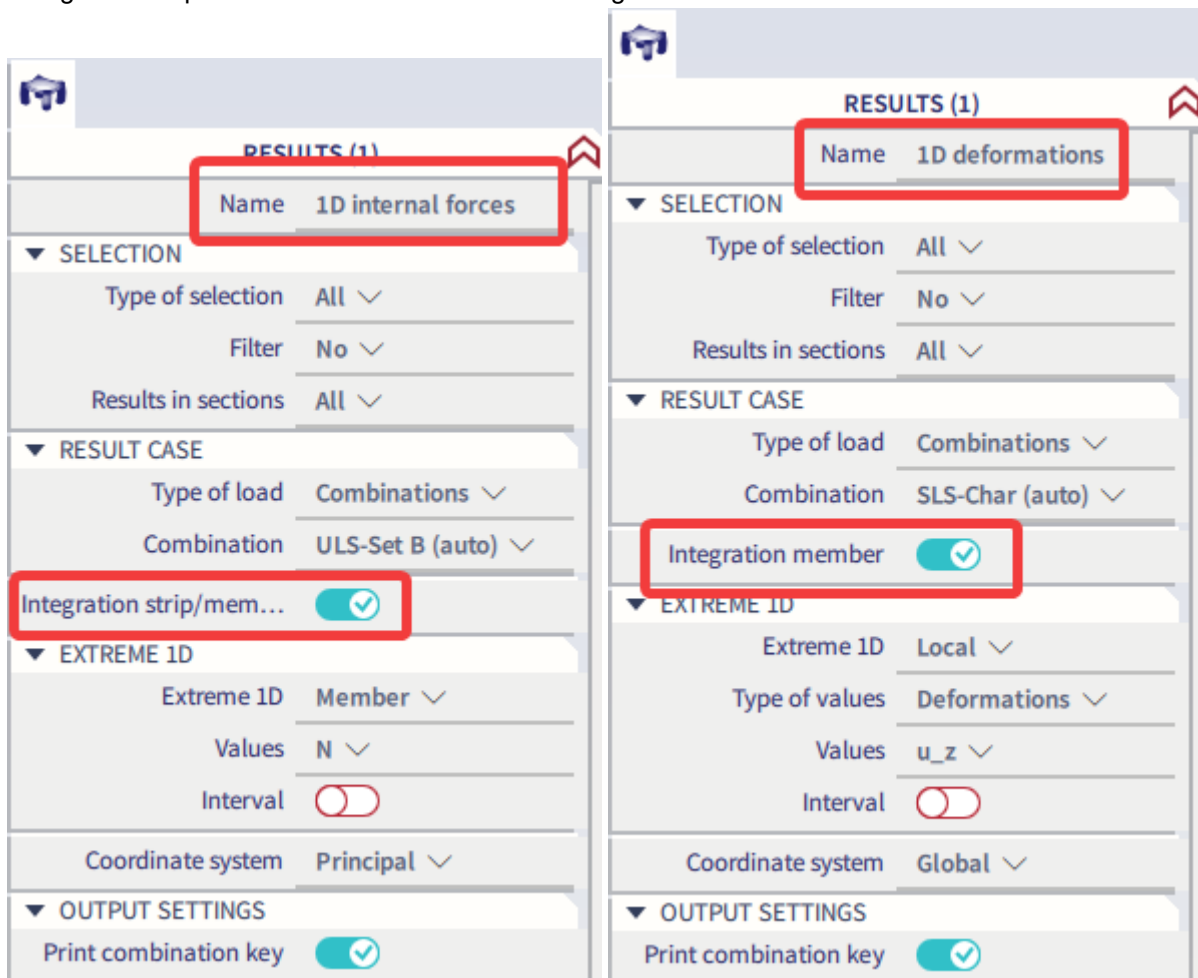 RESULTS (1)
Name 1D internal forces
SELECTION
Type of selection All
Filter No
Results in sections All
RESULT CASE
Type of load Combinations
Combination ULS-Set B (auto)
Integration strip/mem...
EXTREME 1D
Extreme 1D Member
Values N
Interval
Coordinate system Principal
OUTPUT SETTINGS
Print combination key
RESULTS (1)
Name 1D deformations
SELECTION
Type of selection All
Filter No
Results in sections All
RESULT CASE
Type of load Combinations
Combination SLS-Char (auto)
Integration member
EXTREME 1D
Extreme 1D Local
Type of values Deformations
Values u_z
Interval
Coordinate system Global
OUTPUT SETTINGS
Print combination key